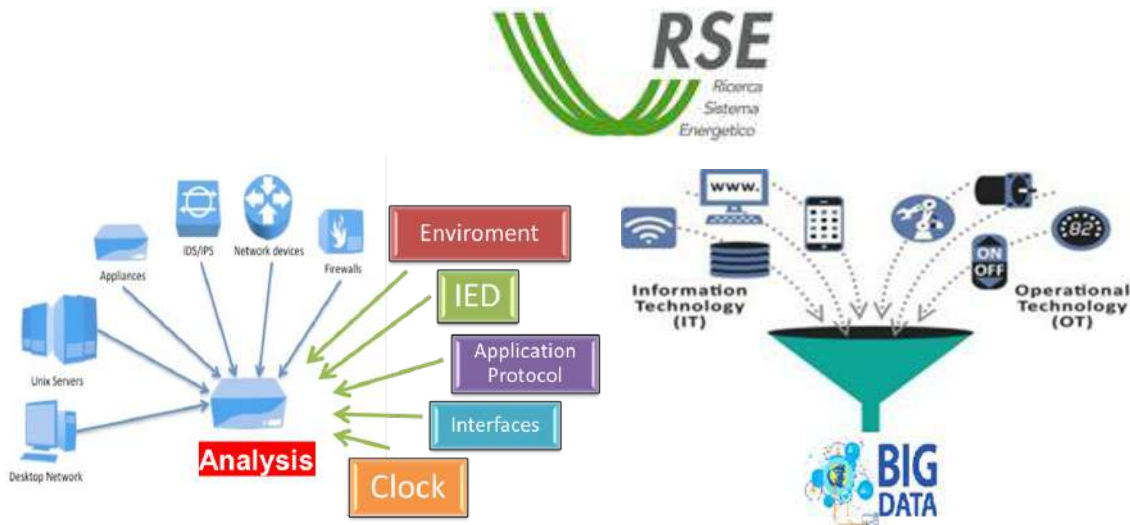 RSE
Ricerca
Sistema
Energetico
IDS/IPS
Network devices
Appliances
Firewalls
Unix Servers
Desktop Network
Analysis
Enviroment
IED
Application
Protocol
Interfaces
Clock
www.
Information
Technology
(IT)
82
ON
OFF
Operational
Technology
(OT)
BIG
DATA